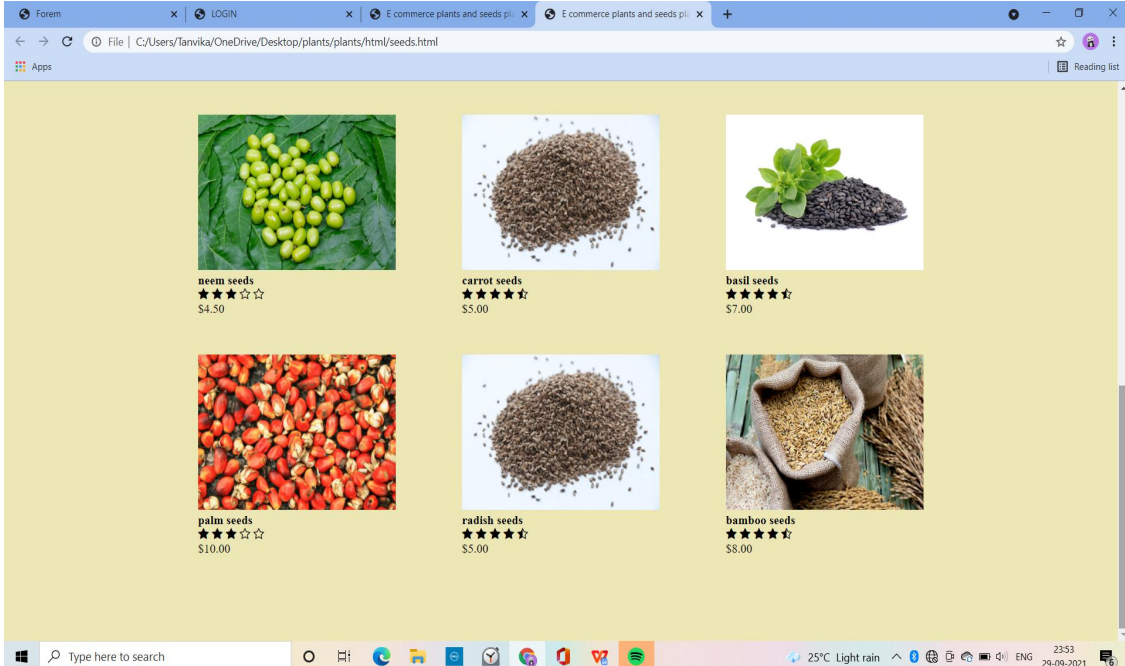 Forem
LOGIN
E commerce plants and seeds pla
E commerce plants and seeds pla
File | C:/Users/Tanvika/OneDrive/Desktop/plants/plants/html/seeds.html
Apps
Reading list
neem seeds
$4.50
carrot seeds
$5.00
basil seeds
$7.00
palm seeds
$10.00
radish seeds
$5.00
bamboo seeds
$8.00
Type here to search
25°C Light rain
ENG
23:53
29-09-2021
6